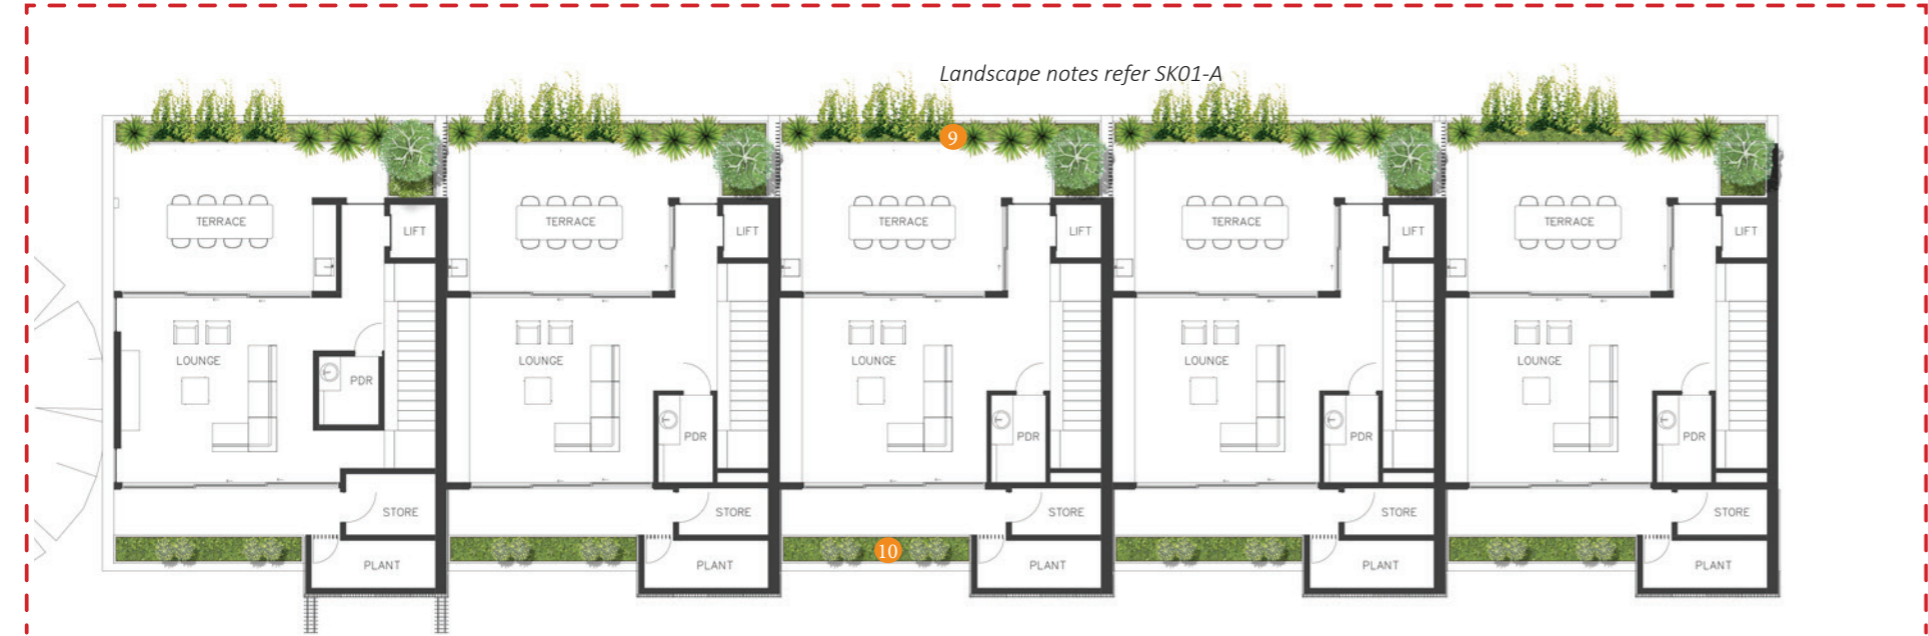 Landscape notes refer SK01-A
9
TERRACE TERRACE TERRACE TERRACE TERRACE
LIFT LIFT LIFT LIFT LIFT
LOUNGE LOUNGE LOUNGE LOUNGE LOUNGE
PDR
PDR PDR PDR PDR
STORE STORE STORE STORE STORE
10
PLANT PLANT PLANT PLANT PLANT